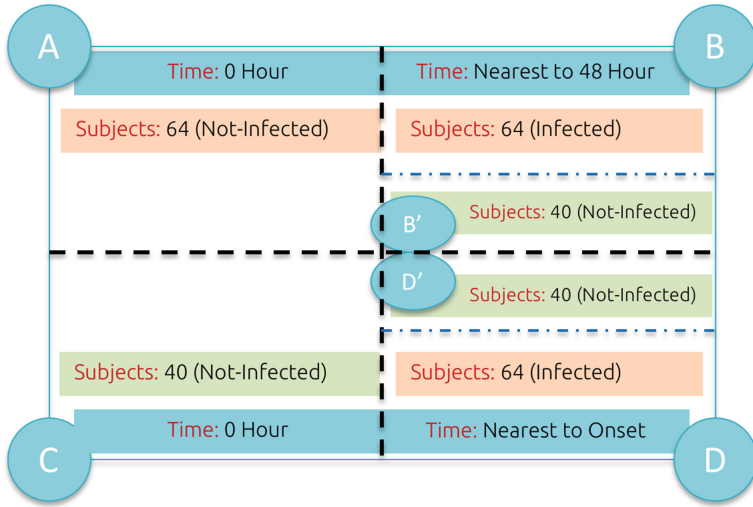 A
B
Time: 0 Hour
Time: Nearest to 48 Hour
Subjects: 64 (Not-Infected)
Subjects: 64 (Infected)
B’
Subjects: 40 (Not-Infected)
D’
Subjects: 40 (Not-Infected)
Subjects: 40 (Not-Infected)
Subjects: 64 (Infected)
Time: 0 Hour
Time: Nearest to Onset
C
D